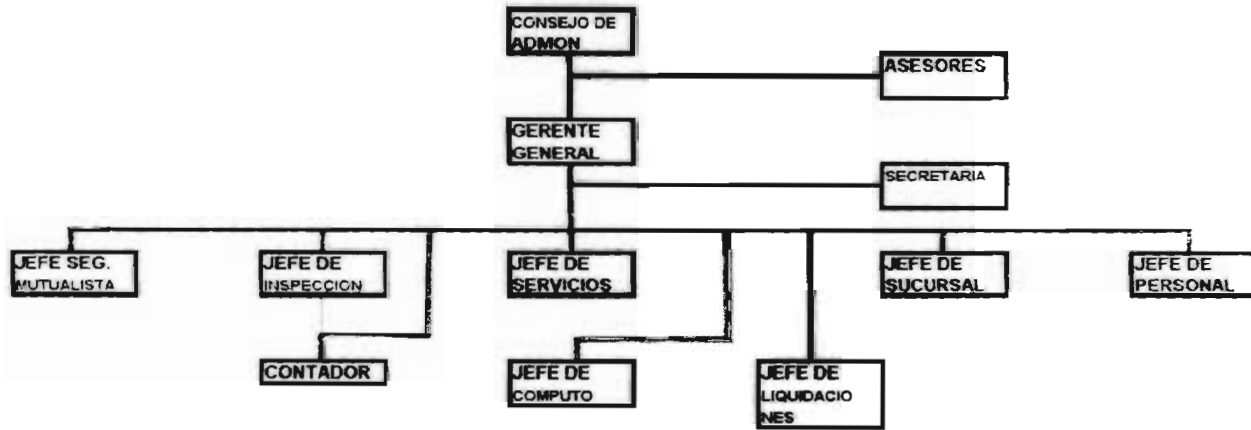 CONSEJO DE
ADMON
ASESORES
GERENTE
GENERAL
SECRETARIA
JEFE SEG.
MUTUALISTA
JEFE DE
INSPECCION
JEFE DE
SERVICIOS
JEFE DE
SUCURSAL
JEFE DE
PERSONAL
CONTADOR
JEFE DE
COMPUTO
JEFE DE
LIQUIDACIO
NES